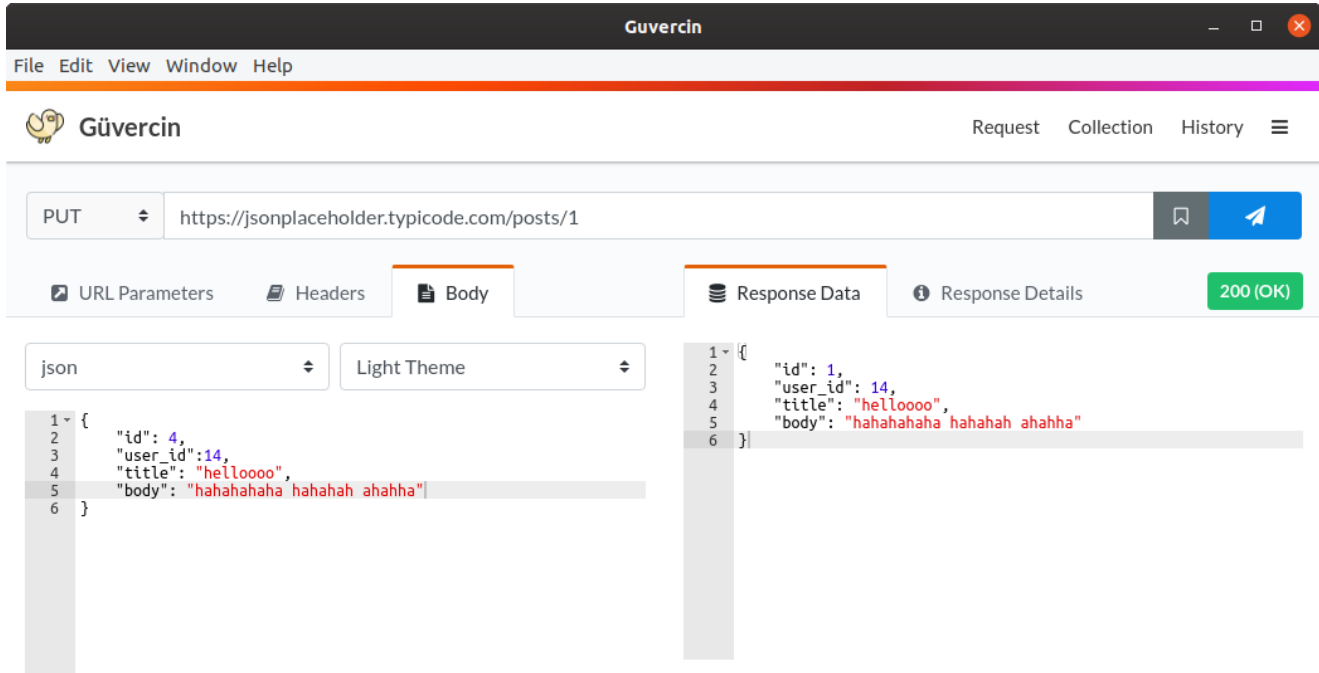 Guvercin
File Edit View Window Help
Güvercin
Request Collection History
PUT
https://jsonplaceholder.typicode.com/posts/1
URL Parameters Headers Body
json Light Theme
1 {
2 "id": 4,
3 "user_id":14,
4 "title": "helloooo",
5 "body": "hahahahaha hahahah ahahha"
6 }
Response Data Response Details 200 (OK)
1 {
2 "id": 1,
3 "user_id": 14,
4 "title": "helloooo",
5 "body": "hahahahaha hahahah ahahha"
6 }